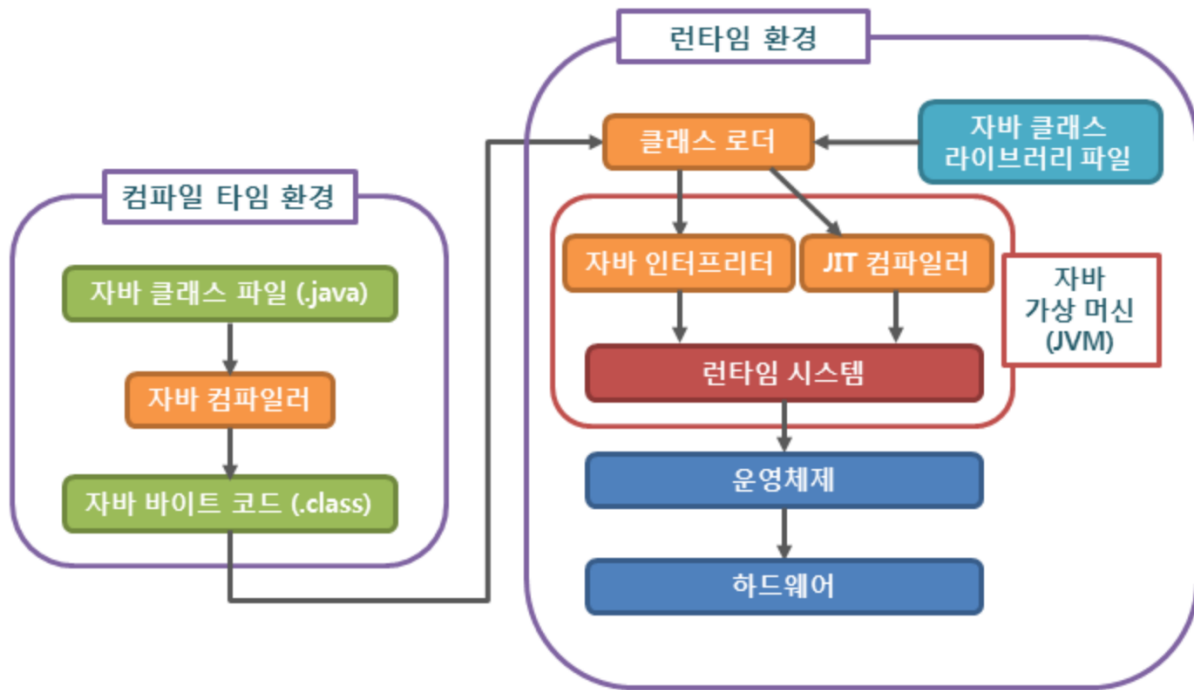 런타임 환경
클래스 로더
자바 클래스
라이브러리 파일
컴파일 타임 환경
자바 클래스 파일 (.java)
자바 컴파일러
자바 바이트 코드 (.class)
자바 인터프리터
JIT 컴파일러
자바
가상 머신
(JVM)
런타임 시스템
운영체제
하드웨어